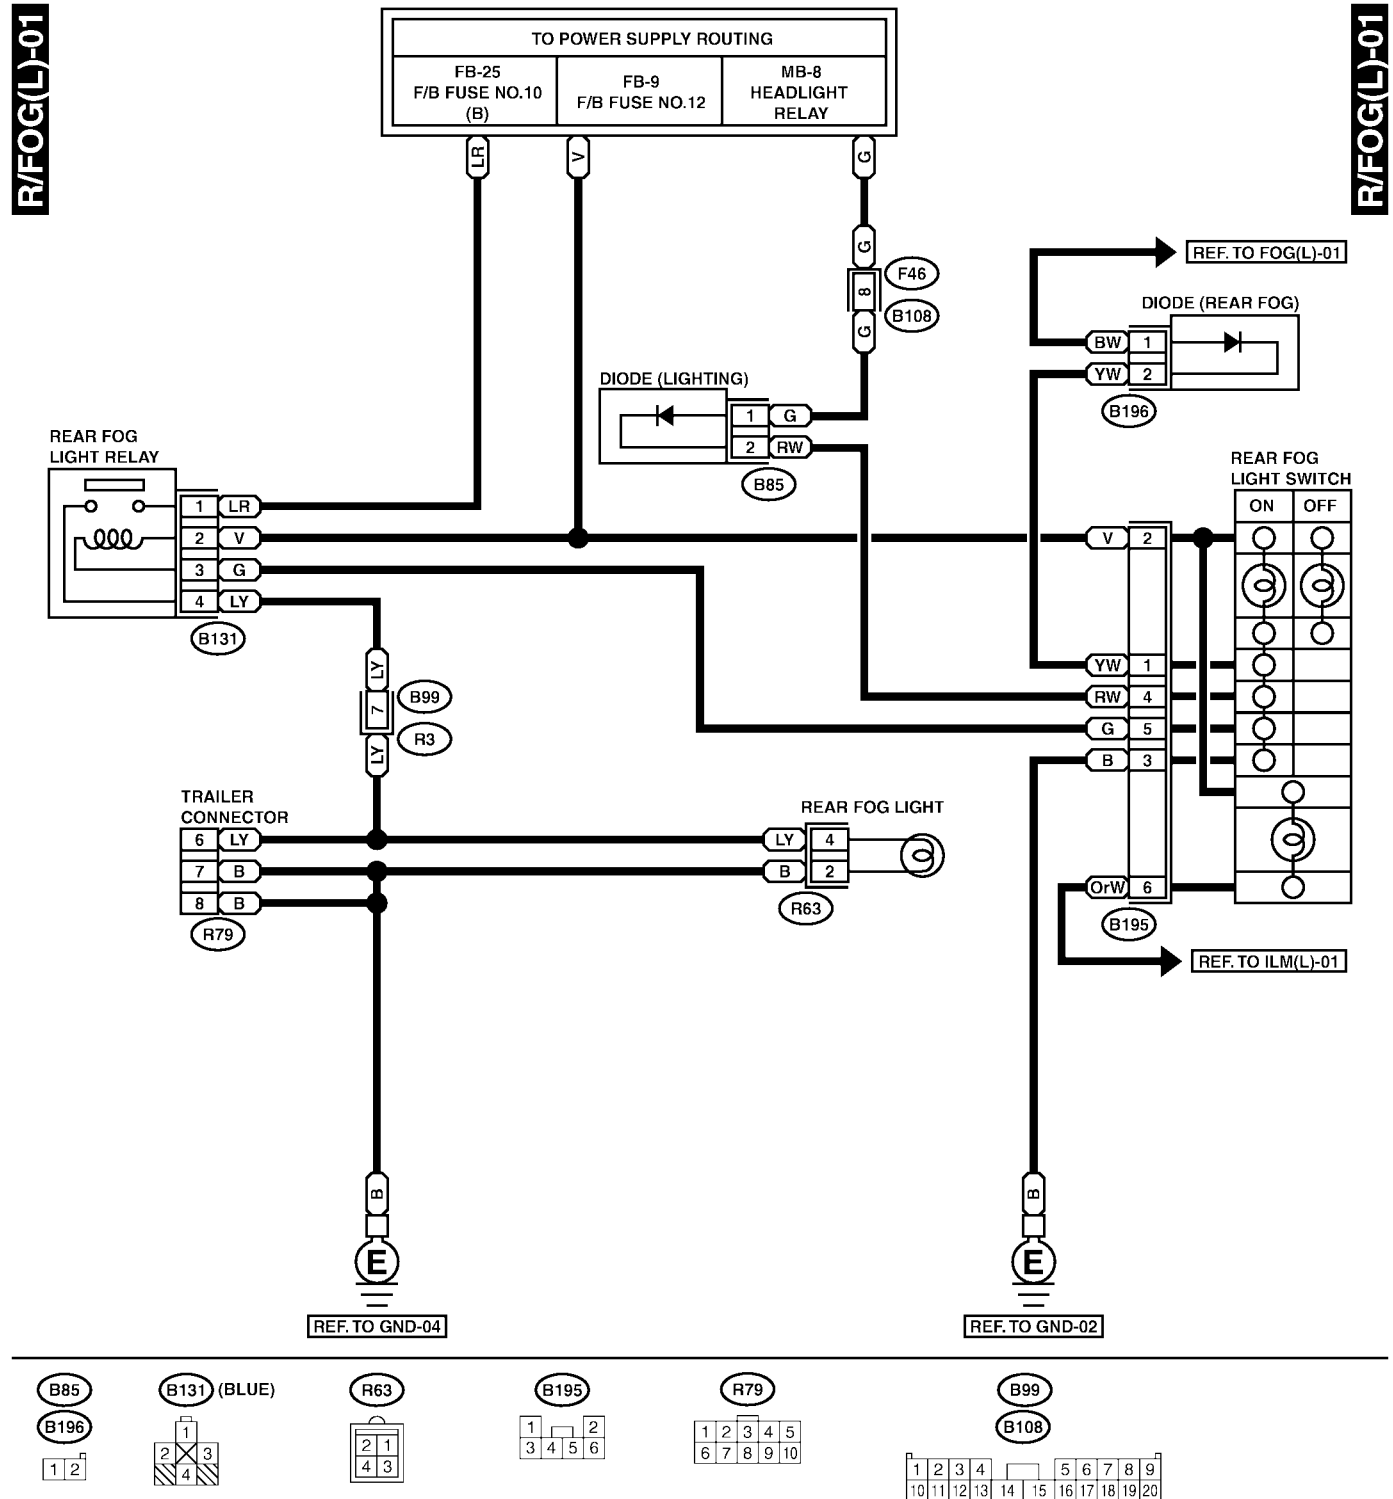 R/FOG(L)-01
R/FOG(L)-01
TO POWER SUPPLY ROUTING
FB-25
F/B FUSE NO.10
(B)
FB-9
F/B FUSE NO.12
MB-8
HEADLIGHT
RELAY
LR
V
G
G
8
G
F46
B108
REF. TO FOG(L)-01
DIODE (REAR FOG)
BW 1
YW 2
B196
DIODE (LIGHTING)
1 G
2 RW
B85
REAR FOG
LIGHT RELAY
1 LR
2 V
3 G
4 LY
B131
REAR FOG
LIGHT SWITCH
ON OFF
V 2
YW 1
RW 4
G 5
B 3
OrW 6
B195
REF. TO ILM(L)-01
LY
7
LY
B99
R3
TRAILER
CONNECTOR
6 LY
7 B
8 B
R79
REAR FOG LIGHT
LY 4
B 2
R63
B
E
REF. TO GND-04
B
E
REF. TO GND-02
B85
B196
1 2
B131 (BLUE)
1
2 3
4
R63
2 1
4 3
B195
1 2
3 4 5 6
R79
1 2 3 4 5
6 7 8 9 10
B99
B108
1 2 3 4 5 6 7 8 9
10 11 12 13 14 15 16 17 18 19 20